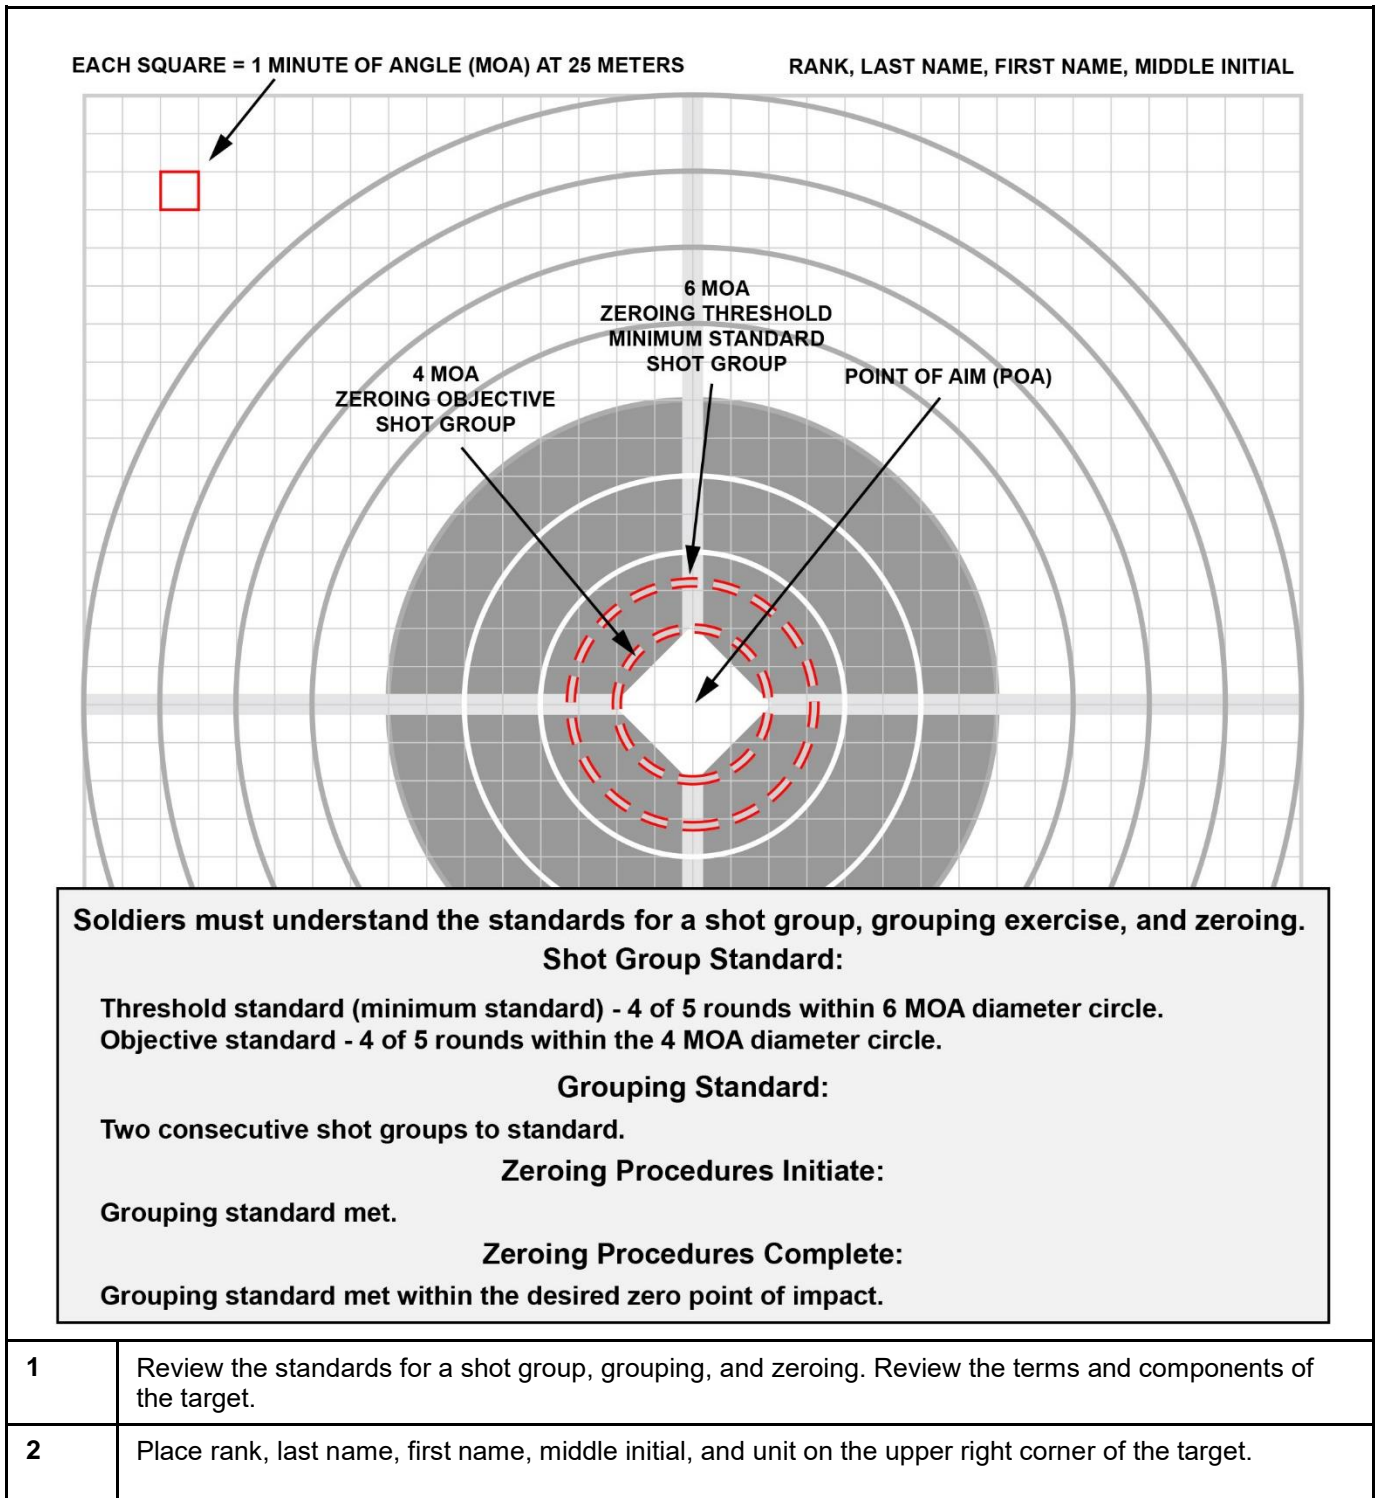 EACH SQUARE = 1 MINUTE OF ANGLE (MOA) AT 25 METERS
RANK, LAST NAME, FIRST NAME, MIDDLE INITIAL
6 MOA
ZEROING THRESHOLD
MINIMUM STANDARD
SHOT GROUP
4 MOA
ZEROING OBJECTIVE
SHOT GROUP
POINT OF AIM (POA)
Soldiers must understand the standards for a shot group, grouping exercise, and zeroing.
Shot Group Standard:
Threshold standard (minimum standard) - 4 of 5 rounds within 6 MOA diameter circle.
Objective standard - 4 of 5 rounds within the 4 MOA diameter circle.
Grouping Standard:
Two consecutive shot groups to standard.
Zeroing Procedures Initiate:
Grouping standard met.
Zeroing Procedures Complete:
Grouping standard met within the desired zero point of impact.
1 Review the standards for a shot group, grouping, and zeroing. Review the terms and components of
the target.
2 Place rank, last name, first name, middle initial, and unit on the upper right corner of the target.